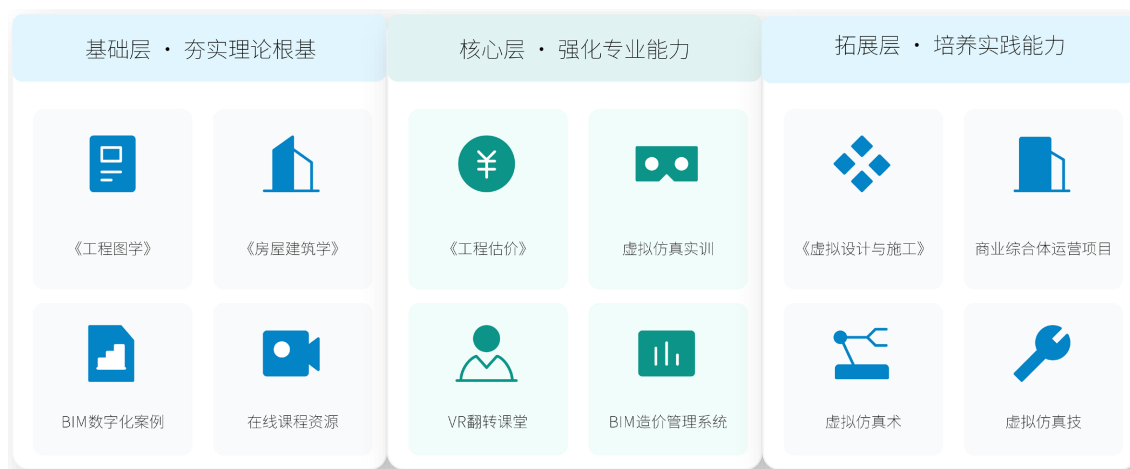 基础层 · 夯实理论根基
《工程图学》
《房屋建筑学》
BIM数字化案例
在线课程资源
核心层 · 强化专业能力
《工程估价》
虚拟仿真实训
VR翻转课堂
BIM造价管理系统
拓展层 · 培养实践能力
《虚拟设计与施工》
商业综合体运营项目
虚拟仿真术
虚拟仿真技